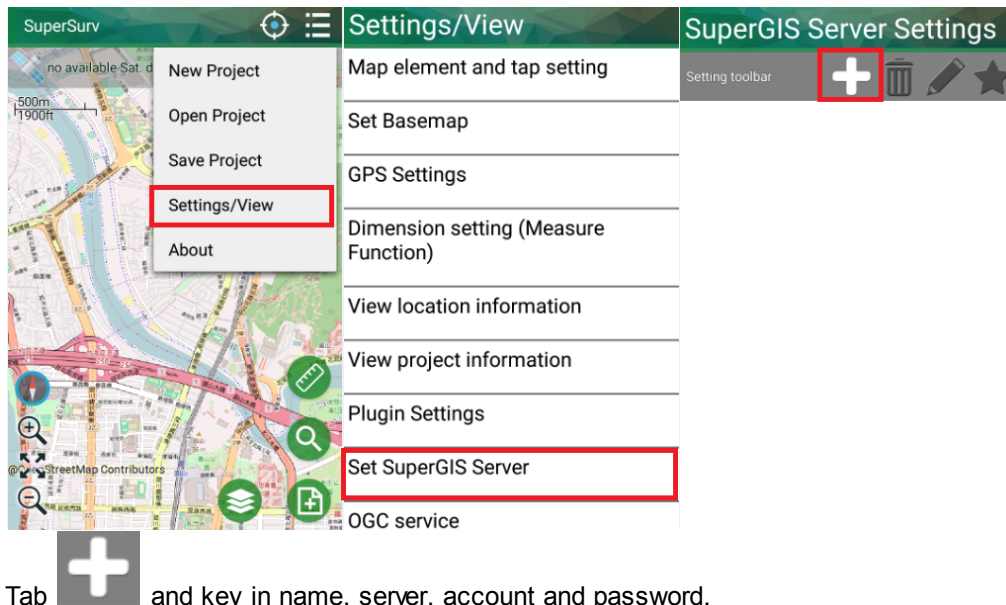 SuperSurv
no available Sat. d
500m
1900ft
New Project
Open Project
Save Project
Settings/View
About
@OpenStreetMap Contributors
Settings/View
Map element and tap setting
Set Basemap
GPS Settings
Dimension setting (Measure
Function)
View location information
View project information
Plugin Settings
Set SuperGIS Server
OGC service
SuperGIS Server Settings
Setting toolbar
Tab and key in name, server, account and password.